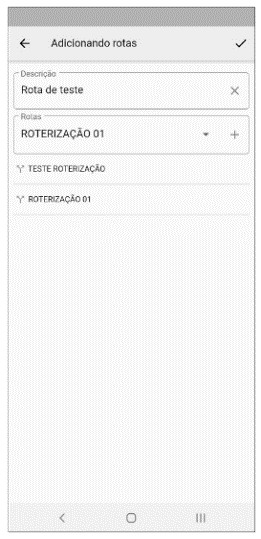 Adicionando rotas
Descrição
Rota de teste
Rotas
ROTERIZAÇÃO 01
TESTE ROTERIZAÇÃO
ROTERIZAÇÃO 01